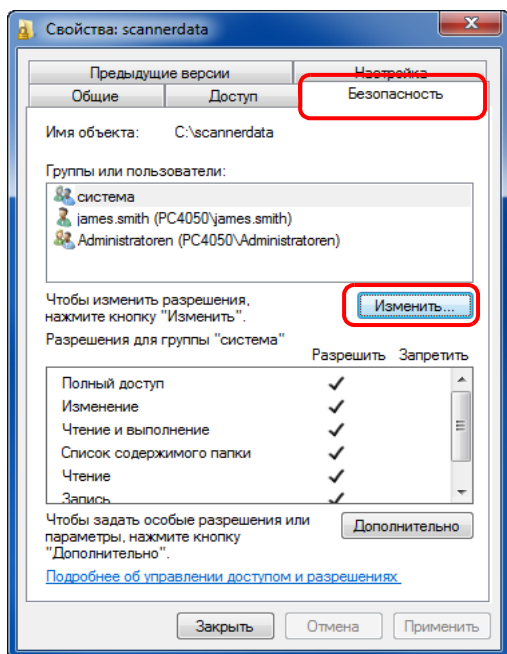 Свойства: scannerdata
Предыдущие версии
Настройка
Общие
Доступ
Безопасность
Имя объекта: C:\scannerdata
Группы или пользователи:
система
james.smith (PC4050\james.smith)
Administratoren (PC4050\Administratoren)
Чтобы изменить разрешения,
нажмите кнопку "Изменить".
Изменить...
Разрешения для группы "система"
Разрешить Запретить
Полный доступ
Изменение
Чтение и выполнение
Список содержимого папки
Чтение
Запись
Чтобы задать особые разрешения или
параметры, нажмите кнопку
"Дополнительно".
Дополнительно
Подробнее об управлении доступом и разрешениях
Закрыть
Отмена
Применить